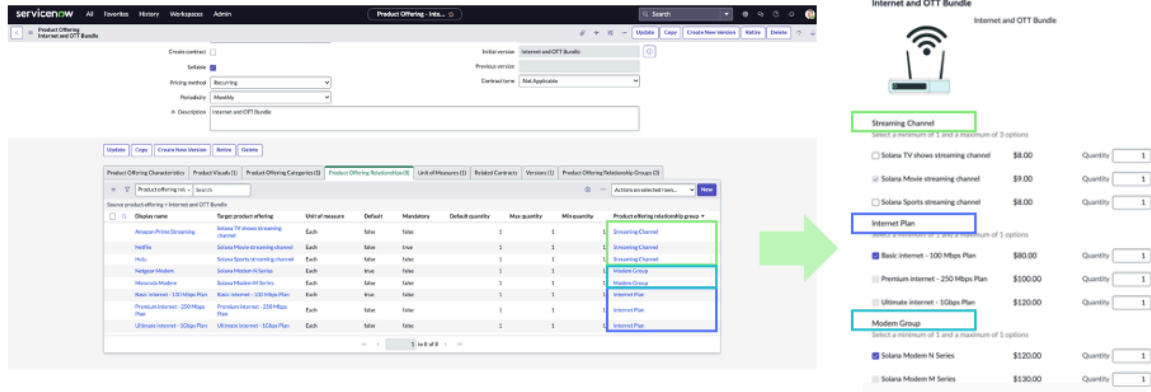 servicenow All Favorites History Workspaces Admin Product Offering - Inte... ☆ Search
Product Offering
Internet and OTT Bundle
Update Copy Create New Version Retire Delete
Create contract Initial version Internet and OTT Bundle
Sellable Previous version
Pricing method Recurring Contract term Not Applicable
Periodicity Monthly
Description Internet and OTT Bundle
Update Copy Create New Version Retire Delete
Product Offering Characteristics Product Visuals (1) Product Offering Categories (5) Product Offering Relationships (8) Unit of Measures (1) Related Contracts Versions (1) Product Offering Relationship Groups (3)
Product offering rel Search Actions on selected rows... New
Source product offering = Internet and OTT Bundle
Display name Target product offering Unit of measure Default Mandatory Default quantity Max quantity Min quantity Product offering relationship group
Amazon Prime Streaming Solana TV shows streaming channel Each false false 1 1 1 Streaming Channel
Netflix Solana Movie streaming channel Each false true 1 1 1 Streaming Channel
Hulu Solana Sports streaming channel Each false false 1 1 1 Streaming Channel
Netgear Modem Solana Modem N Series Each true false 1 1 1 Modem Group
Motorola Modem Solana Modem M Series Each false false 1 1 1 Modem Group
Basic internet - 100 Mbps Plan Basic internet - 100 Mbps Plan Each true false 1 1 1 Internet Plan
Premium internet - 250 Mbps Plan Premium internet - 250 Mbps Plan Each false false 1 1 1 Internet Plan
Ultimate internet - 1Gbps Plan Ultimate internet - 1Gbps Plan Each false false 1 1 1 Internet Plan
1 to 8 of 8
Internet and OTT Bundle
Internet and OTT Bundle
Streaming Channel
Select a minimum of 1 and a maximum of 3 options
Solana TV shows streaming channel $8.00 Quantity 1
Solana Movie streaming channel $9.00 Quantity 1
Solana Sports streaming channel $8.00 Quantity 1
Internet Plan
Select a minimum of 1 and a maximum of 1 options
Basic internet - 100 Mbps Plan $80.00 Quantity 1
Premium internet - 250 Mbps Plan $100.00 Quantity 1
Ultimate internet - 1Gbps Plan $120.00 Quantity 1
Modem Group
Select a minimum of 1 and a maximum of 1 options
Solana Modem N Series $120.00 Quantity 1
Solana Modem M Series $130.00 Quantity 1